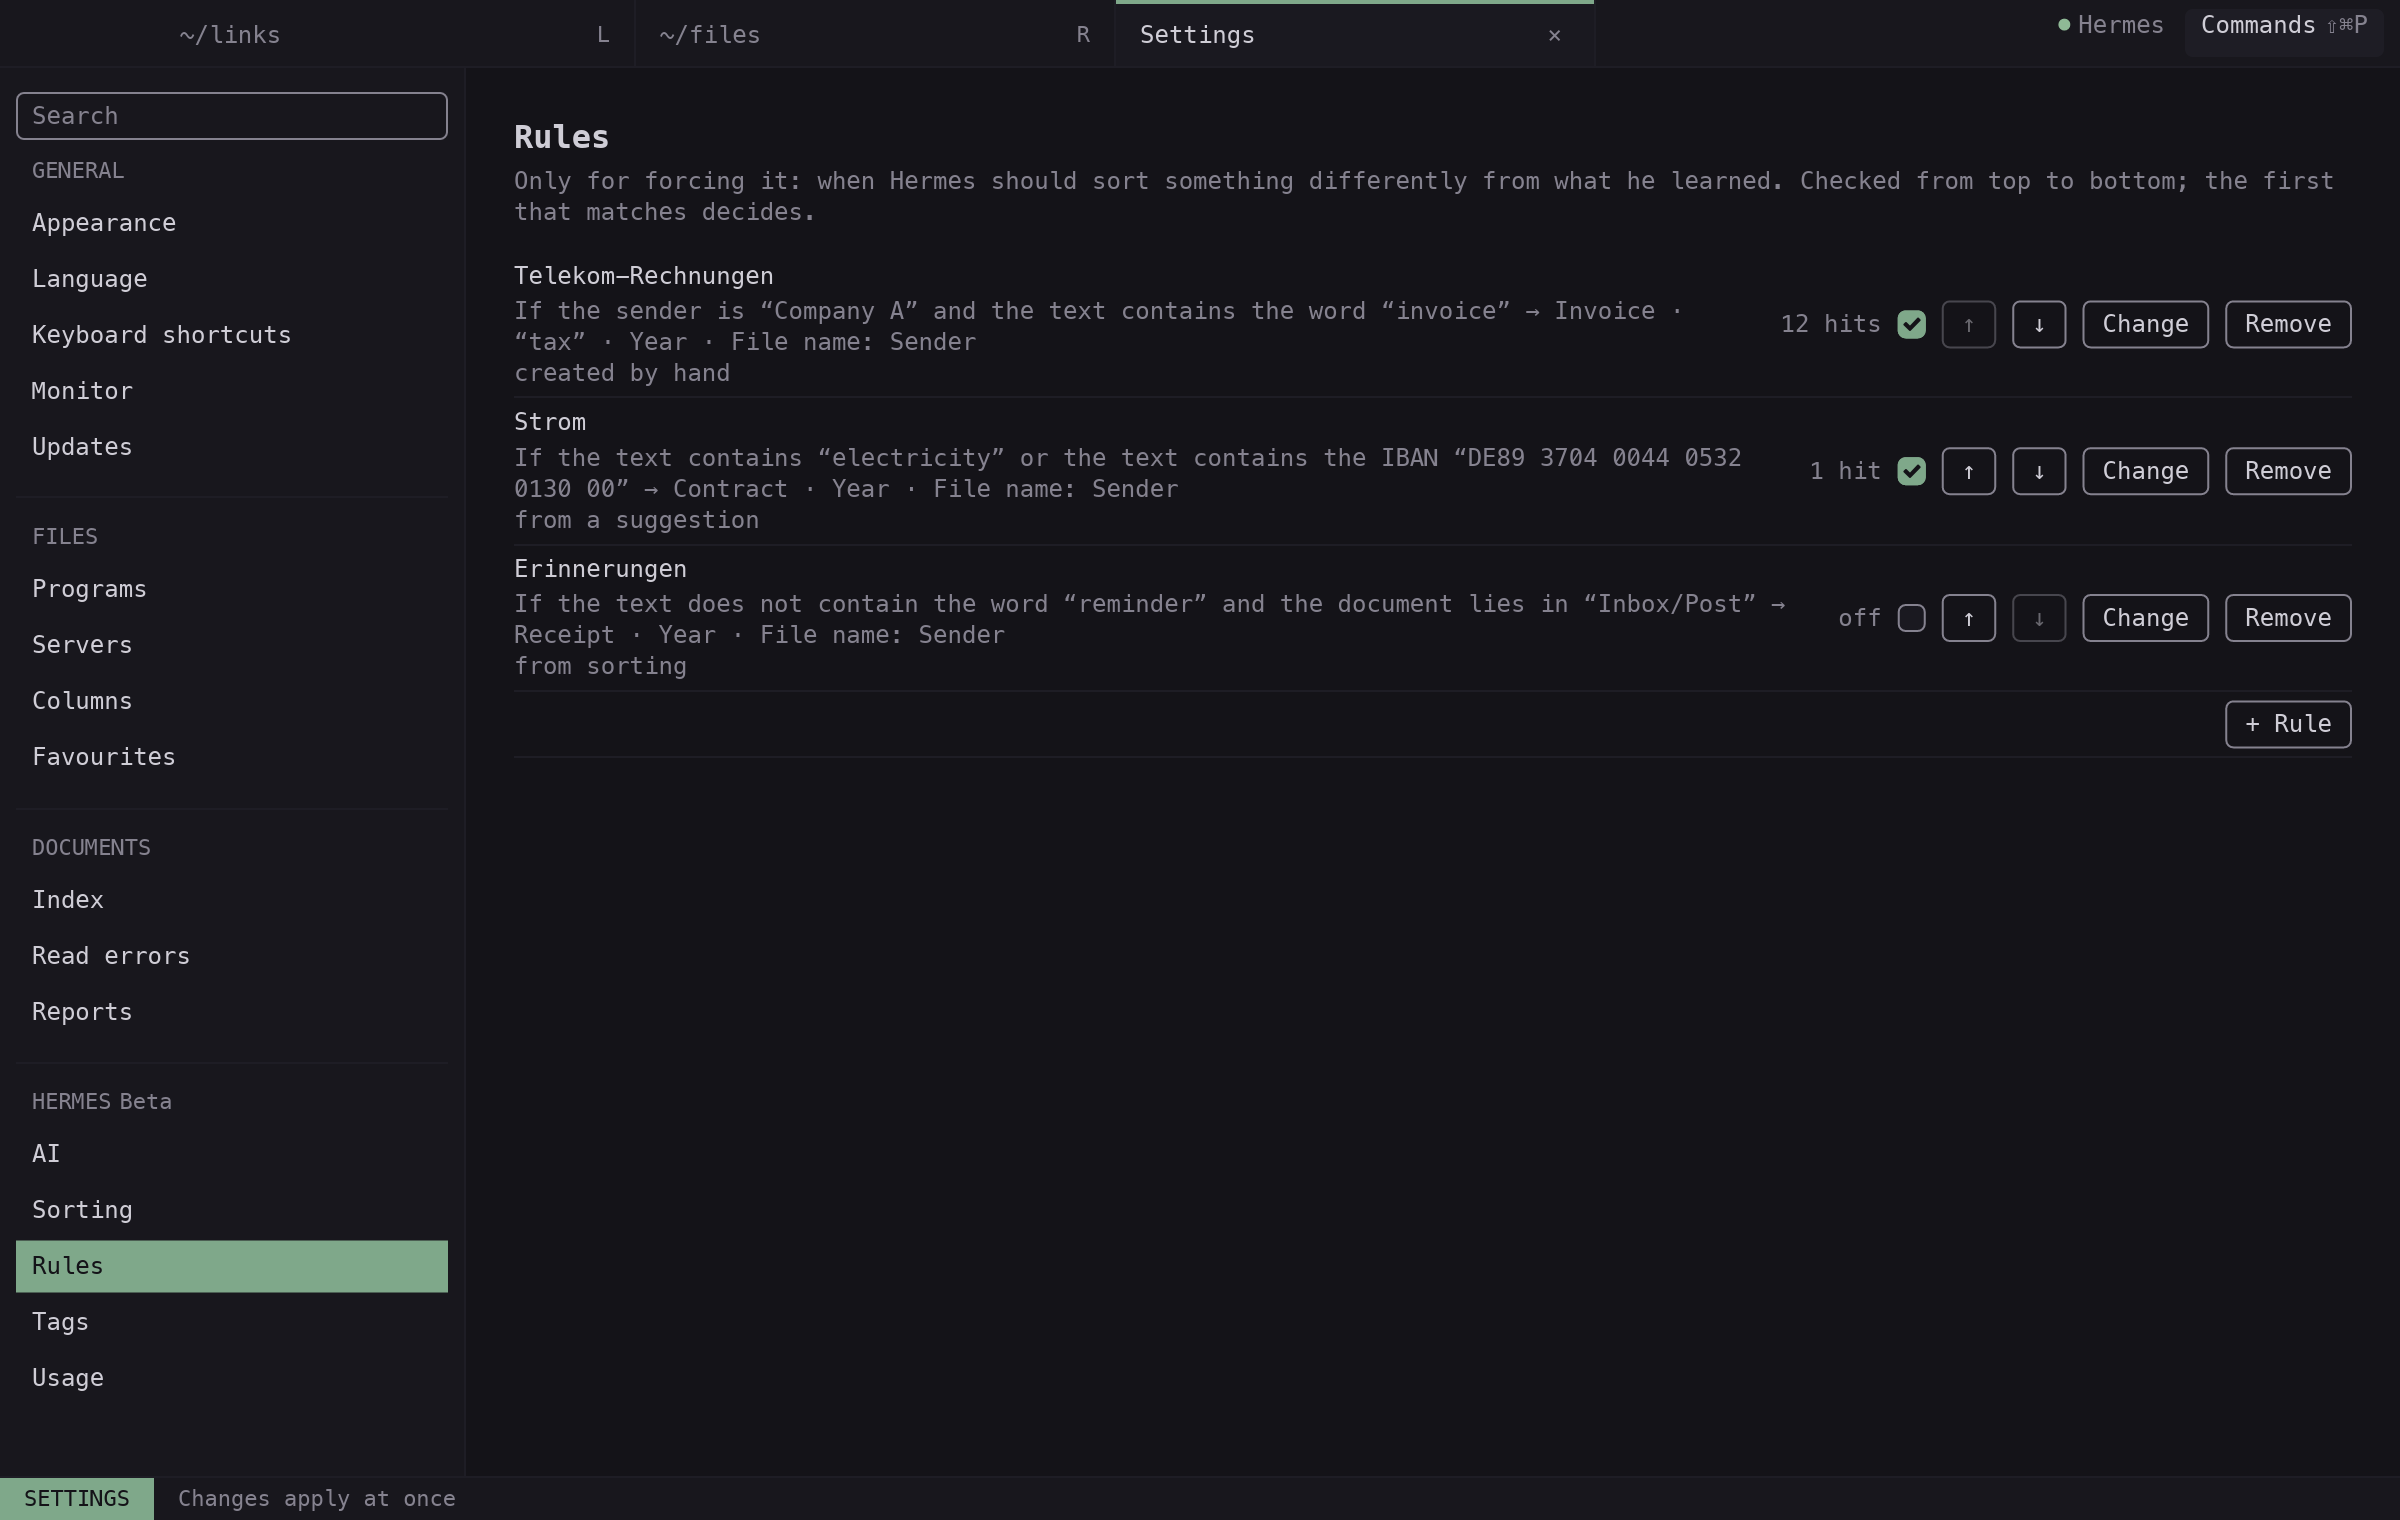 ~/links L ~/files R Settings × Hermes Commands ⇧⌘P
Search
GENERAL
Appearance
Language
Keyboard shortcuts
Monitor
Updates
FILES
Programs
Servers
Columns
Favourites
DOCUMENTS
Index
Read errors
Reports
HERMES Beta
AI
Sorting
Rules
Tags
Usage
Rules
Only for forcing it: when Hermes should sort something differently from what he learned. Checked from top to bottom; the first
that matches decides.
Telekom–Rechnungen
If the sender is “Company A” and the text contains the word “invoice” → Invoice ·
“tax” · Year · File name: Sender
created by hand
12 hits ↑ ↓ Change Remove
Strom
If the text contains “electricity” or the text contains the IBAN “DE89 3704 0044 0532
0130 00” → Contract · Year · File name: Sender
from a suggestion
1 hit ↑ ↓ Change Remove
Erinnerungen
If the text does not contain the word “reminder” and the document lies in “Inbox/Post” →
Receipt · Year · File name: Sender
from sorting
off ↑ ↓ Change Remove
+ Rule
SETTINGS Changes apply at once